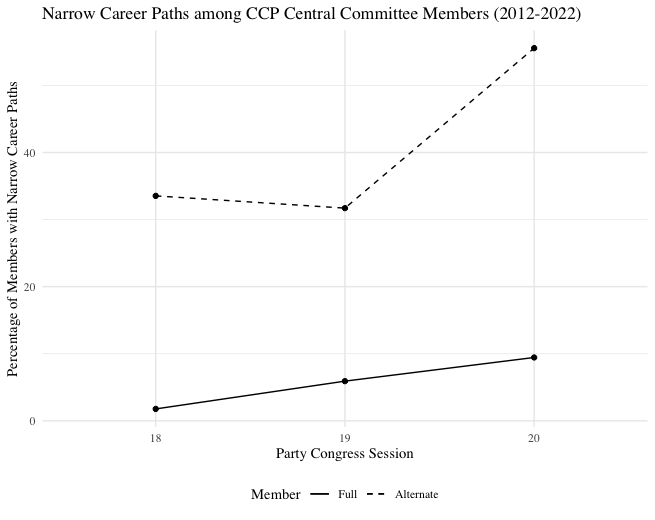 Narrow Career Paths among CCP Central Committee Members (2012-2022)
Percentage of Members with Narrow Career Paths
40
20
0
18 19 20
Party Congress Session
Member Full Alternate